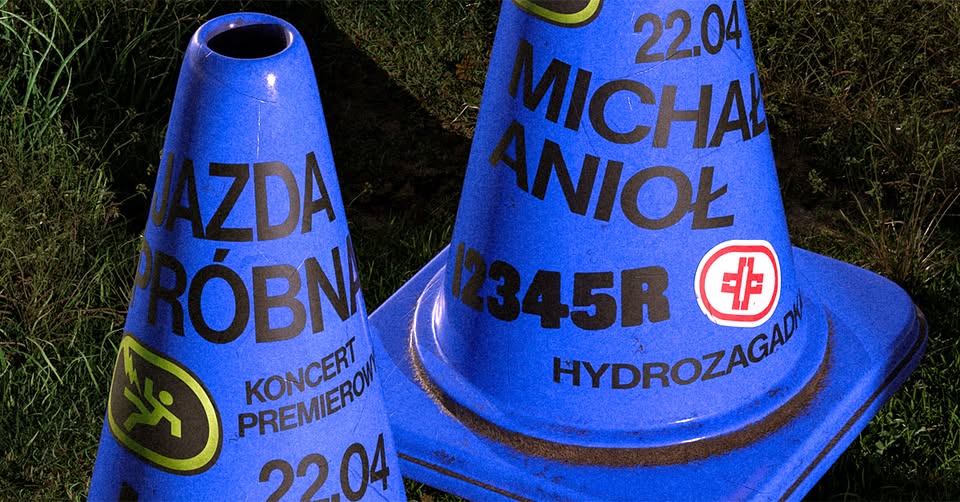 JAZDA
PRÓBNA
KONCERT
PREMIEROWY
22.04
22.04
MICHAŁ
ANIOŁ
12345R
HYDROZAGADKA